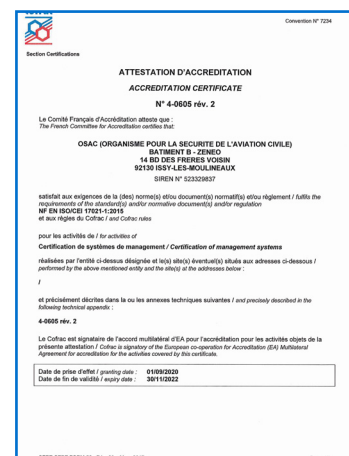 Convention N° 7234
Section Certifications
ATTESTATION D'ACCREDITATION
ACCREDITATION CERTIFICATE
N° 4-0605 rév. 2
Le Comité Français d'Accréditation atteste que :
The French Committee for Accreditation certifies that:
OSAC (ORGANISME POUR LA SECURITE DE L'AVIATION CIVILE)
BATIMENT B - ZENEO
14 BD DES FRERES VOISIN
92130 ISSY-LES-MOULINEAUX
SIREN N° 523329837
satisfait aux exigences de la (des) norme(s) et/ou document(s) normatif(s) et/ou règlement / fulfils the
requirements of the standard(s) and/or normative document(s) and/or regulation
NF EN ISO/CEI 17021-1:2015
et aux règles du Cofrac / and Cofrac rules
pour les activités de / for activities of
Certification de systèmes de management / Certification of management systems
réalisées par l'entité ci-dessus désignée et le(s) site(s) éventuel(s) situés aux adresses ci-dessous /
performed by the above mentioned entity and the site(s) at the addresses below :
/
et précisément décrites dans la ou les annexes techniques suivantes / and precisely described in the
following technical appendix :
4-0605 rév. 2
Le Cofrac est signataire de l'accord multilatéral d'EA pour l'accréditation pour les activités objets de la
présente attestation / Cofrac is signatory of the European co-operation for Accreditation (EA) Multilateral
Agreement for accreditation for the activities covered by this certificate.
Date de prise d'effet / granting date : 01/09/2020
Date de fin de validité / expiry date : 30/11/2022